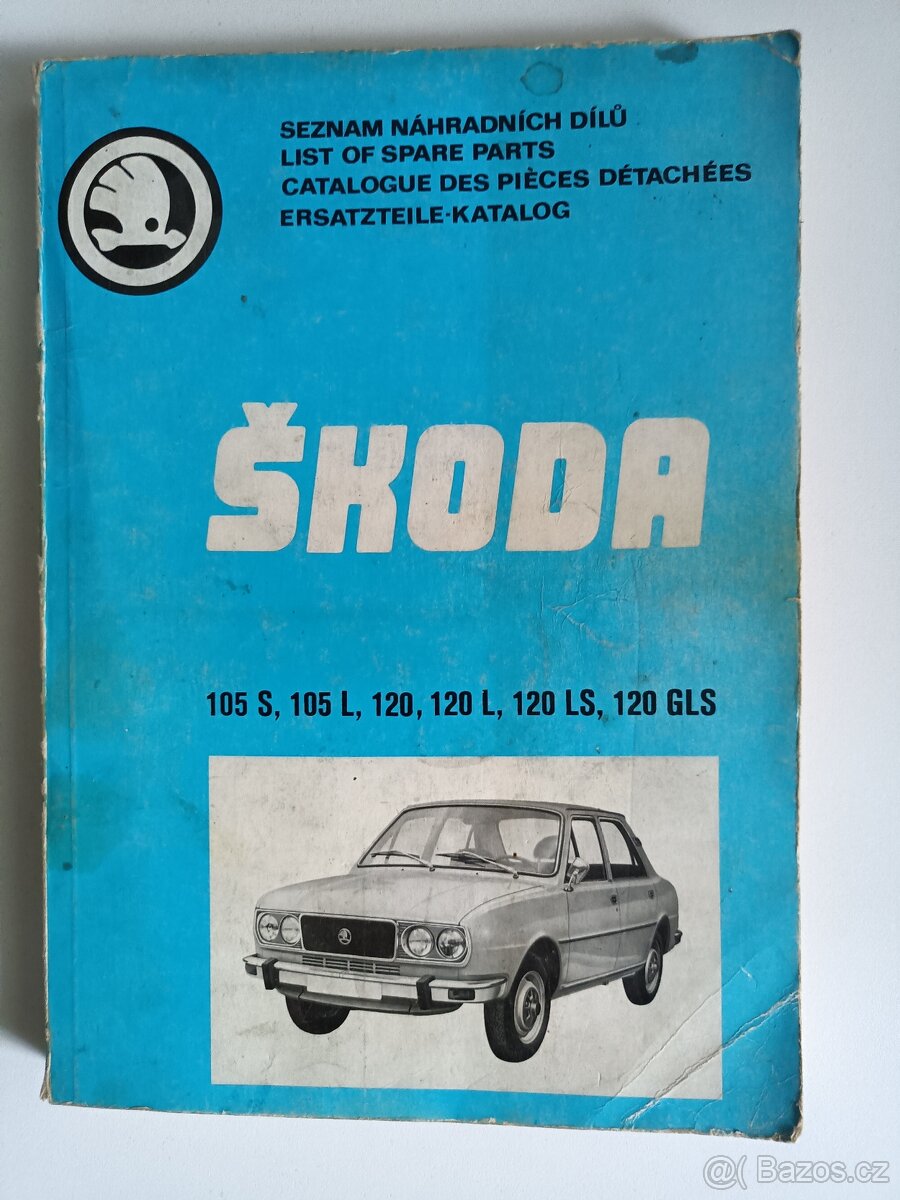 SEZNAM NÁHRADNÍCH DÍLŮ
LIST OF SPARE PARTS
CATALOGUE DES PIÈCES DÉTACHÉES
ERSATZTEILE-KATALOG
ŠKODA
105 S, 105 L, 120, 120 L, 120 LS, 120 GLS
@( Bazos.cz